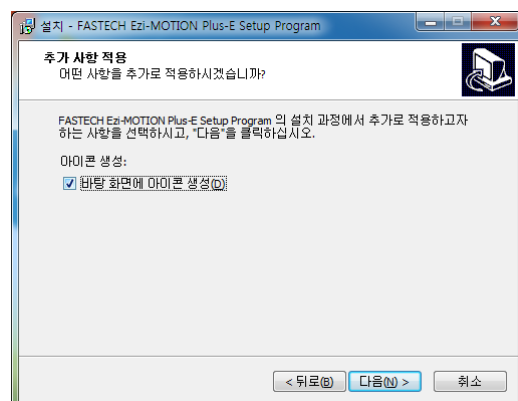 설치 - FASTECH Ezi-MOTION Plus-E Setup Program
추가 사항 적용
어떤 사항을 추가로 적용하시겠습니까?
FASTECH Ezi-MOTION Plus-E Setup Program 의 설치 과정에서 추가로 적용하고자
하는 사항을 선택하시고, "다음"을 클릭하십시오.
아이콘 생성:
바탕 화면에 아이콘 생성(D)
< 뒤로(B) 다음(N) > 취소